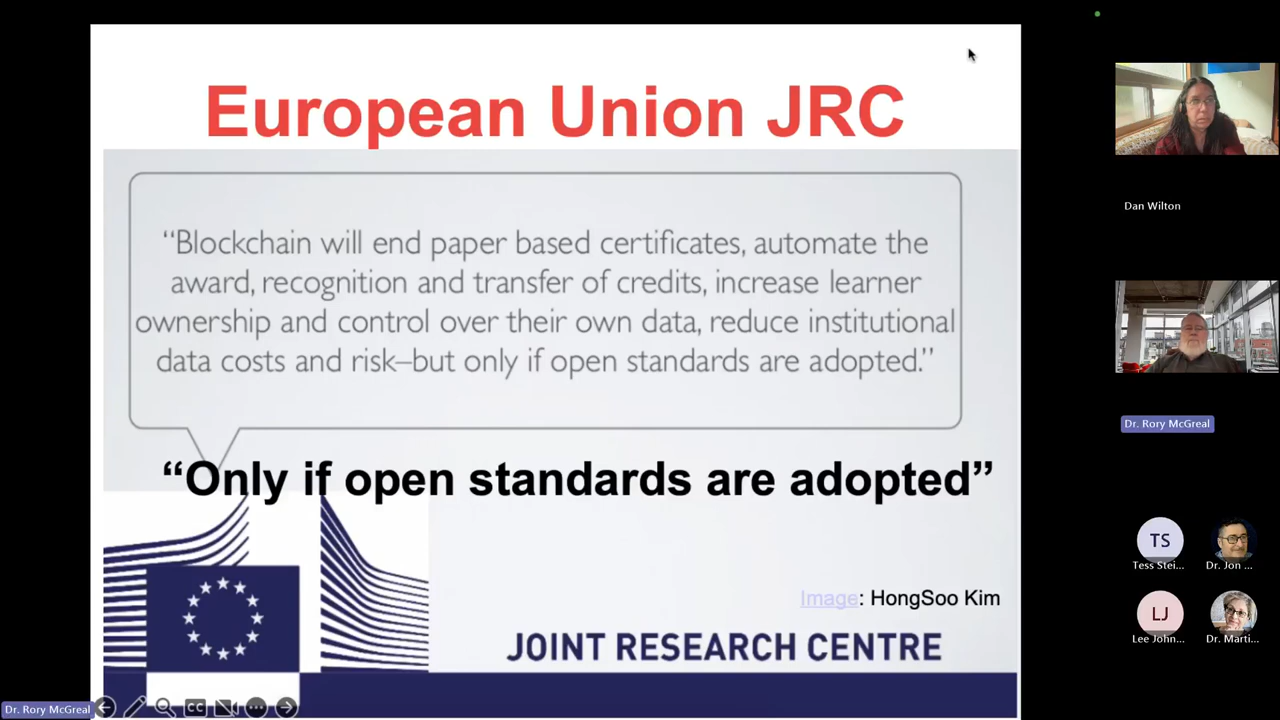 European Union JRC
“Blockchain will end paper based certificates, automate the
award, recognition and transfer of credits, increase learner
ownership and control over their own data, reduce institutional
data costs and risk–but only if open standards are adopted.”
“Only if open standards are adopted”
Image: HongSoo Kim
JOINT RESEARCH CENTRE
Dr. Rory McGreal
CC
Dan Wilton
Dr. Rory McGreal
TS
Tess Stei...
Dr. Jon ...
LJ
Lee John...
Dr. Marti...